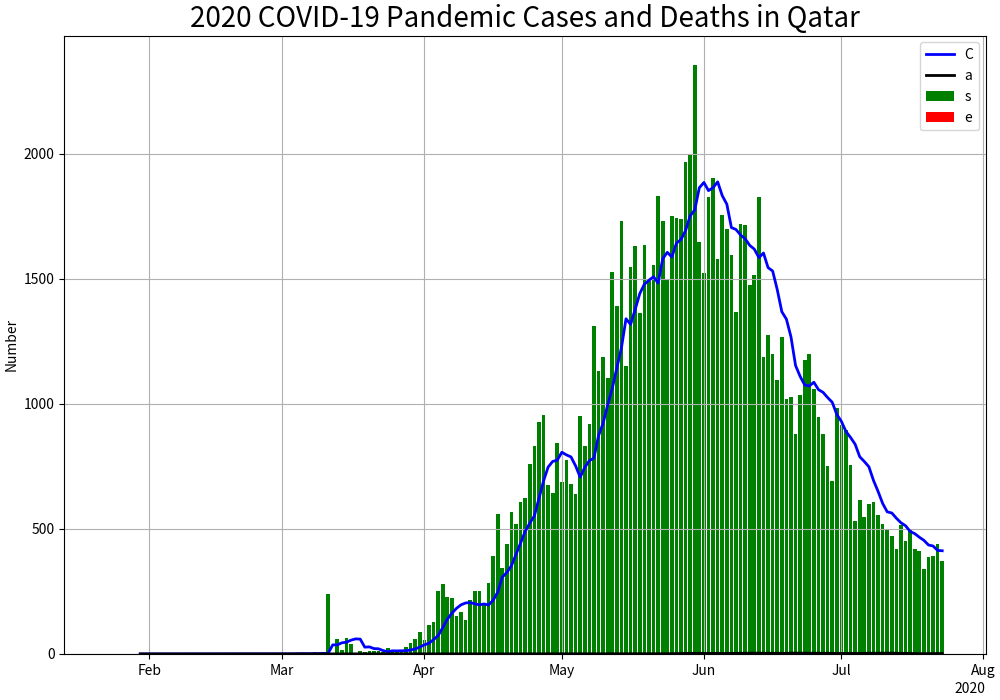 2020 COVID-19 Pandemic Cases and Deaths in Qatar
C
a
s
e
Number
2000
1500
1000
500
0
Feb
Mar
Apr
May
Jun
Jul
Aug
2020